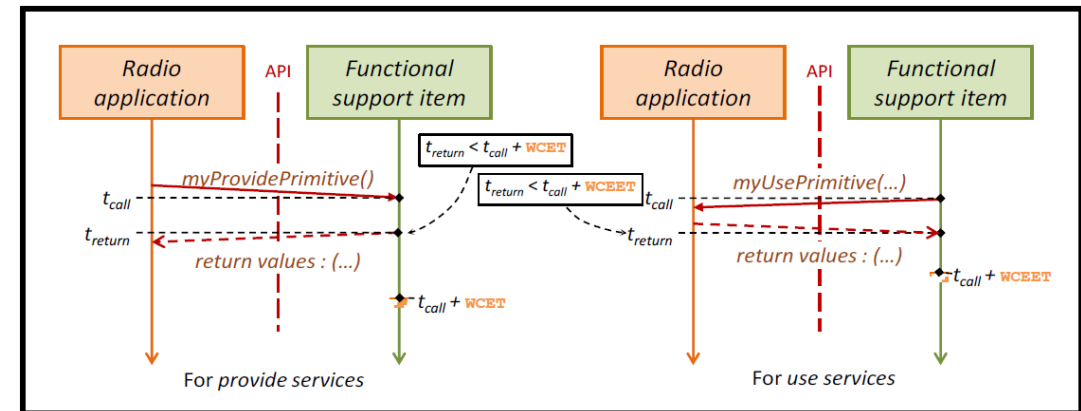 Radio
application
API
Functional
support item
t_return < t_call + WCET
myProvidePrimitive()
t_call
t_return
return values : (…)
t_call + WCET
For provide services
Radio
application
API
Functional
support item
t_return < t_call + WCEET
myUsePrimitive(…)
t_call
t_return
return values : (…)
t_call + WCEET
For use services